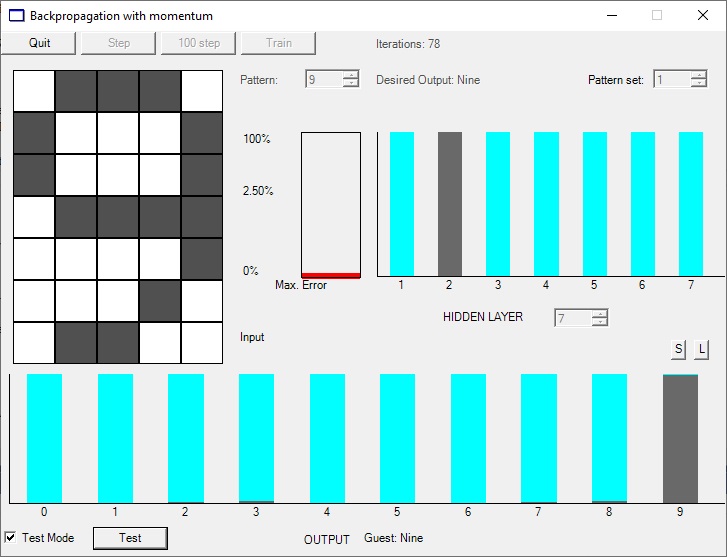 Backpropagation with momentum
Quit Step 100 step Train Iterations: 78
Pattern: 9 Desired Output: Nine Pattern set: 1
100%
2.50%
0%
Max. Error
1 2 3 4 5 6 7
HIDDEN LAYER 7
Input
S L
0 1 2 3 4 5 6 7 8 9
Test Mode Test OUTPUT Guest: Nine